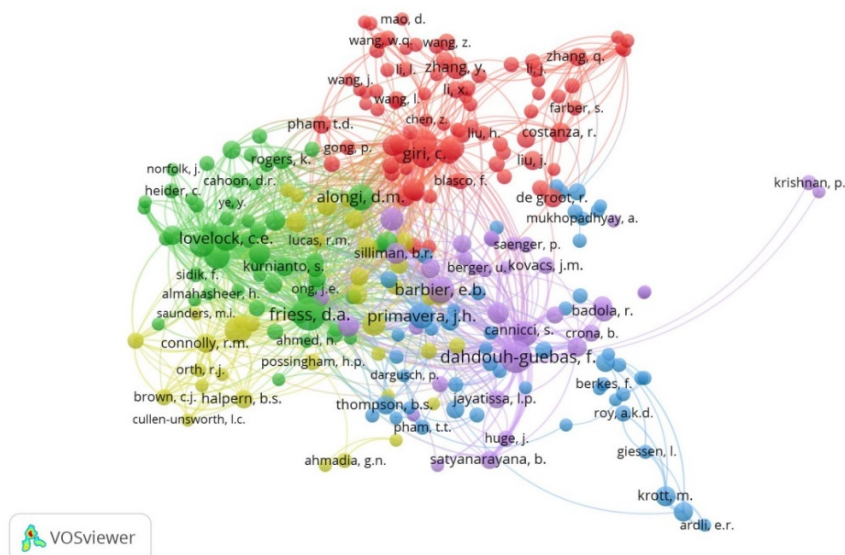 mao, d.
wang, w.q.
wang, z.
zhang, y.
zhang, q.
li, l.
li, j.
wang, j.
li, x.
wang, l.
farber, s.
chen, z.
pham, t.d.
liu, h.
costanza, r.
gong, p.
giri, c.
rogers, k.
liu, j.
norfolk, j.
cahoon, d.r.
blasco, f.
krishnan, p.
heider, c.
alongi, d.m.
de groot, r.
ye, y.
mukhopadhyay, a.
lovelock, c.e.
lucas, r.m.
saenger, p.
silliman, b.r.
kurnianto, s.
berger, u.
kovacs, j.m.
sidik, f.
ong, j.e.
barbier, e.b.
almahasheer, h.
badola, r.
saunders, m.i.
friess, d.a.
primavera, j.h.
cannicci, s.
crona, b.
connolly, r.m.
ahmed, n.
dahdouh-guebas, f.
possingham, h.p.
orth, r.j.
dargusch, p.
berkes, f.
brown, c.j.
halpern, b.s.
thompson, b.s.
jayatissa, l.p.
cullen-unsworth, l.c.
roy, a.k.d.
pham, t.t.
huge, j.
giessen, l.
ahmadia, g.n.
satyanarayana, b.
krott, m.
ardli, e.r.
VOSviewer